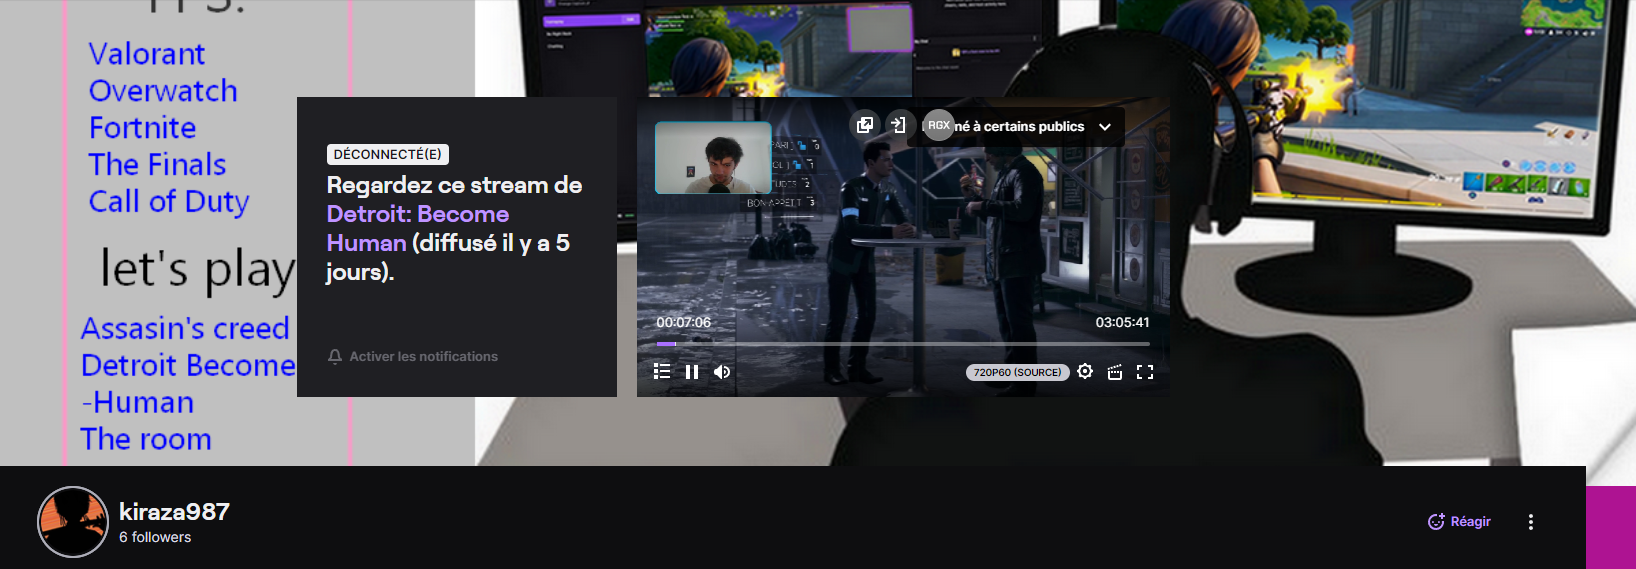 FPS:
Valorant
Overwatch
Fortnite
The Finals
Call of Duty
let's play
Assasin's creed
Detroit Become
-Human
The room
DÉCONNECTÉ(E)
Regardez ce stream de
Detroit: Become
Human (diffusé il y a 5
jours).
Activer les notifications
RGX
né à certains publics
BON APPETIT 3
00:07:06
03:05:41
720P60 (SOURCE)
kiraza987
6 followers
Réagir